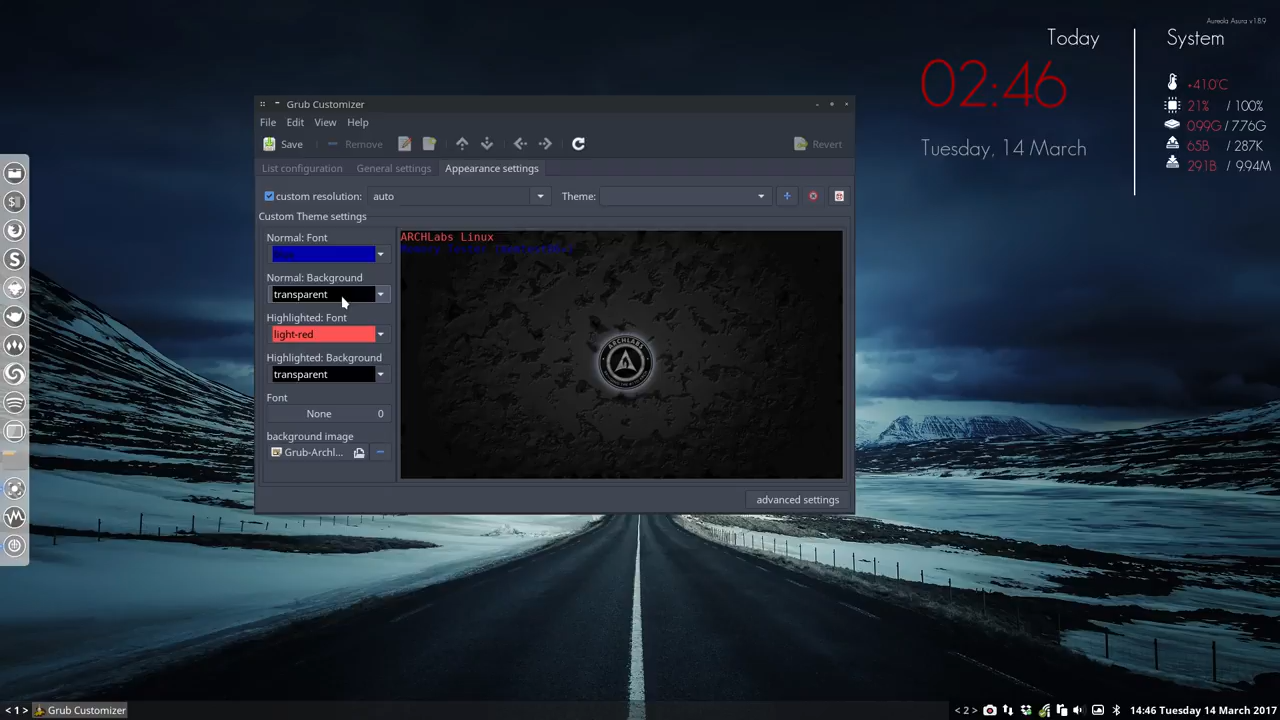 Aureola Asura v1.8.9
Today
System
02:46
Tuesday, 14 March
+41.0°C
21% / 100%
0.99G / 7.76G
65B / 287K
291B / 9.94M
Grub Customizer
File Edit View Help
Save Remove Revert
List configuration General settings Appearance settings
custom resolution: auto Theme:
Custom Theme settings
Normal: Font
blue
Normal: Background
transparent
Highlighted: Font
light-red
Highlighted: Background
transparent
Font
None 0
background image
Grub-Archl...
ARCHLabs Linux
ARCHLABS
advanced settings
< 1 > Grub Customizer
< 2 > 14:46 Tuesday 14 March 2017